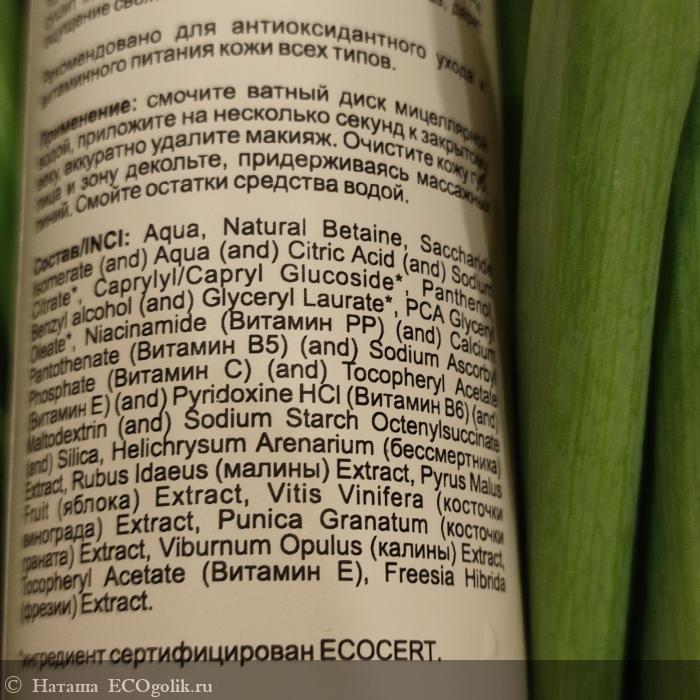 ощущение
Рекомендовано для антиоксидантного ухода и
витаминного питания кожи всех типов.
Применение: смочите ватный диск мицеллярной
водой, приложите на несколько секунд к закрытому
веку, аккуратно удалите макияж. Очистите кожу губ,
лица и зону декольте, придерживаясь массажных
линий. Смойте остатки средства водой.
Состав/INCI: Aqua, Natural Betaine, Saccharide
Isomerate (and) Aqua (and) Citric Acid (and) Sodium
Citrate*, Caprylyl/Capryl Glucoside*, Panthenol,
Benzyl alcohol (and) Glyceryl Laurate*, PCA Glyceryl
Oleate*, Niacinamide (Витамин PP) (and) Calcium
Pantothenate (Витамин B5) (and) Sodium Ascorbyl
Phosphate (Витамин C) (and) Tocopheryl Acetate
(Витамин E) (and) Pyridoxine HCl (Витамин B6) (and)
Maltodextrin (and) Sodium Starch Octenylsuccinate
(and) Silica, Helichrysum Arenarium (бессмертника)
Extract, Rubus Idaeus (малины) Extract, Pyrus Malus
Fruit (яблока) Extract, Vitis Vinifera (косточки
винограда) Extract, Punica Granatum (косточки
граната) Extract, Viburnum Opulus (калины) Extract,
Tocopheryl Acetate (Витамин E), Freesia Hibrida
(фрезии) Extract.
*ингредиент сертифицирован ECOCERT.
© Наташа ECOgolik.ru